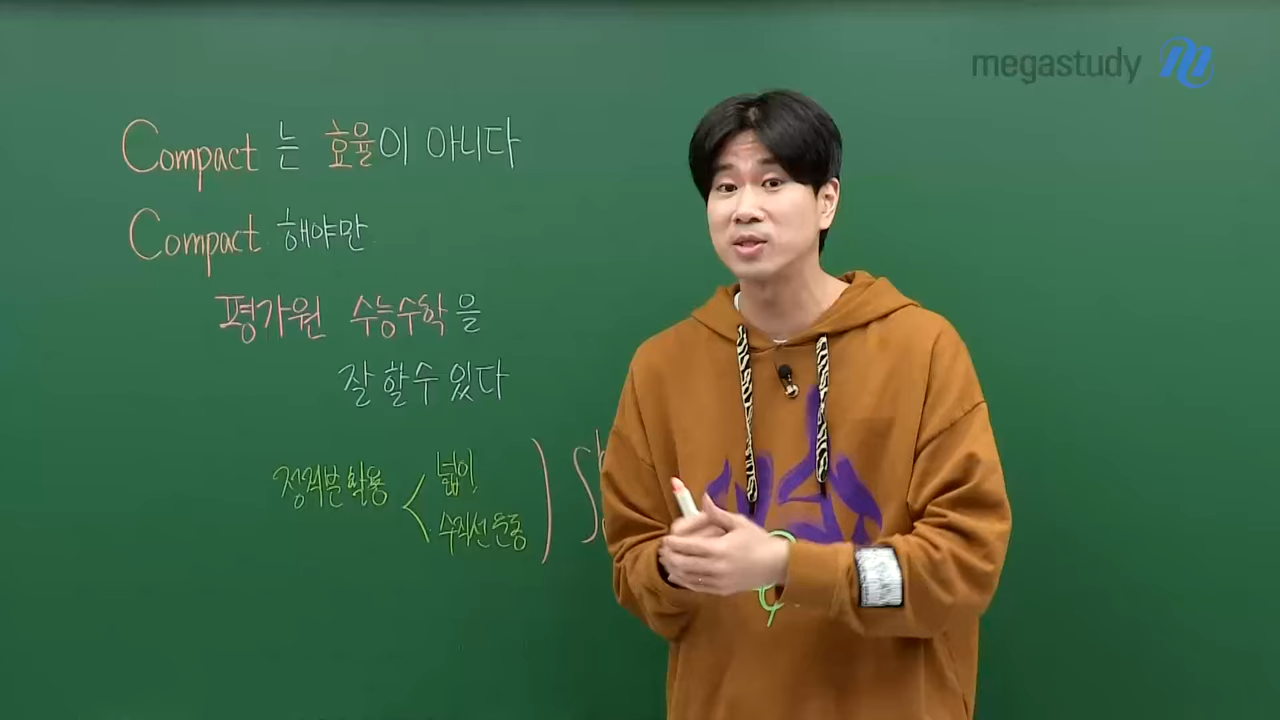 megastudy
Compact 는 효율이 아니다
Compact 해야만
평가원 수능수학을
잘 할 수 있다
정적분 활용
넓이
수직선 운동